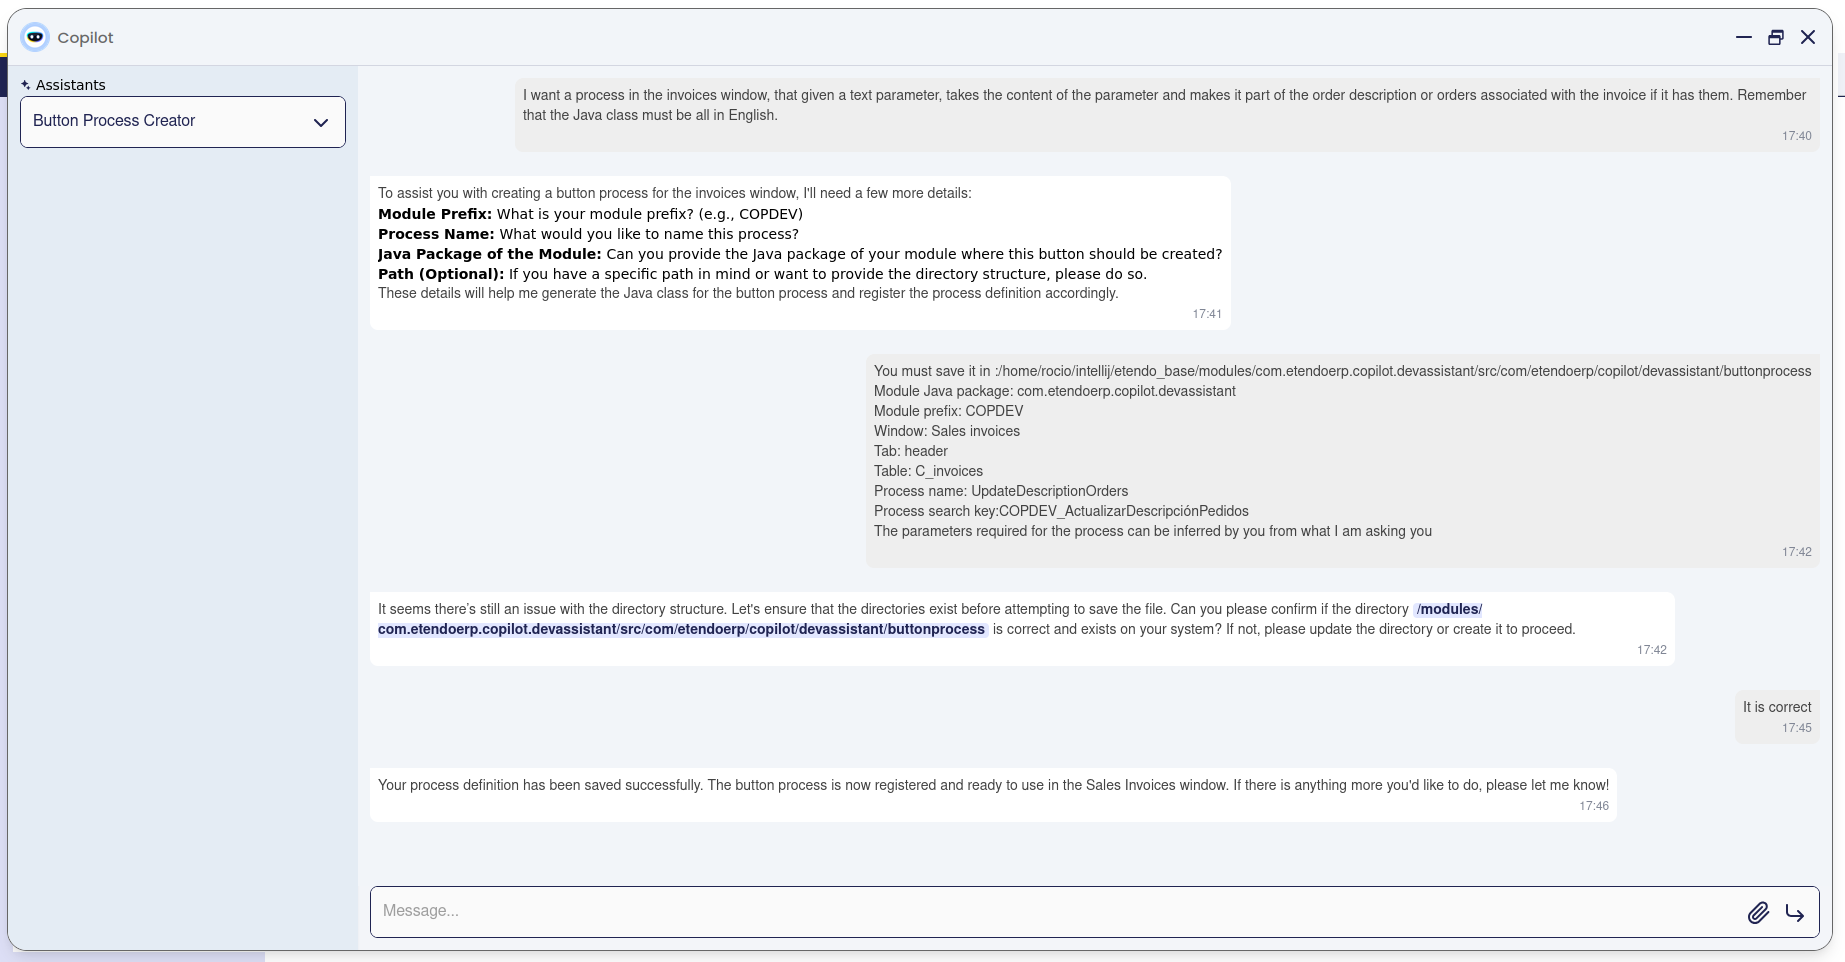 Copilot
Assistants
Button Process Creator
I want a process in the invoices window, that given a text parameter, takes the content of the parameter and makes it part of the order description or orders associated with the invoice if it has them. Remember
that the Java class must be all in English.
17:40
To assist you with creating a button process for the invoices window, I'll need a few more details:
Module Prefix: What is your module prefix? (e.g., COPDEV)
Process Name: What would you like to name this process?
Java Package of the Module: Can you provide the Java package of your module where this button should be created?
Path (Optional): If you have a specific path in mind or want to provide the directory structure, please do so.
These details will help me generate the Java class for the button process and register the process definition accordingly.
17:41
You must save it in :/home/rocio/intellij/etendo_base/modules/com.etendoerp.copilot.devassistant/src/com/etendoerp/copilot/devassistant/buttonprocess
Module Java package: com.etendoerp.copilot.devassistant
Module prefix: COPDEV
Window: Sales invoices
Tab: header
Table: C_invoices
Process name: UpdateDescriptionOrders
Process search key:COPDEV_ActualizarDescripciónPedidos
The parameters required for the process can be inferred by you from what I am asking you
17:42
It seems there's still an issue with the directory structure. Let's ensure that the directories exist before attempting to save the file. Can you please confirm if the directory /modules/
com.etendoerp.copilot.devassistant/src/com/etendoerp/copilot/devassistant/buttonprocess is correct and exists on your system? If not, please update the directory or create it to proceed.
17:42
It is correct
17:45
Your process definition has been saved successfully. The button process is now registered and ready to use in the Sales Invoices window. If there is anything more you'd like to do, please let me know!
17:46
Message...